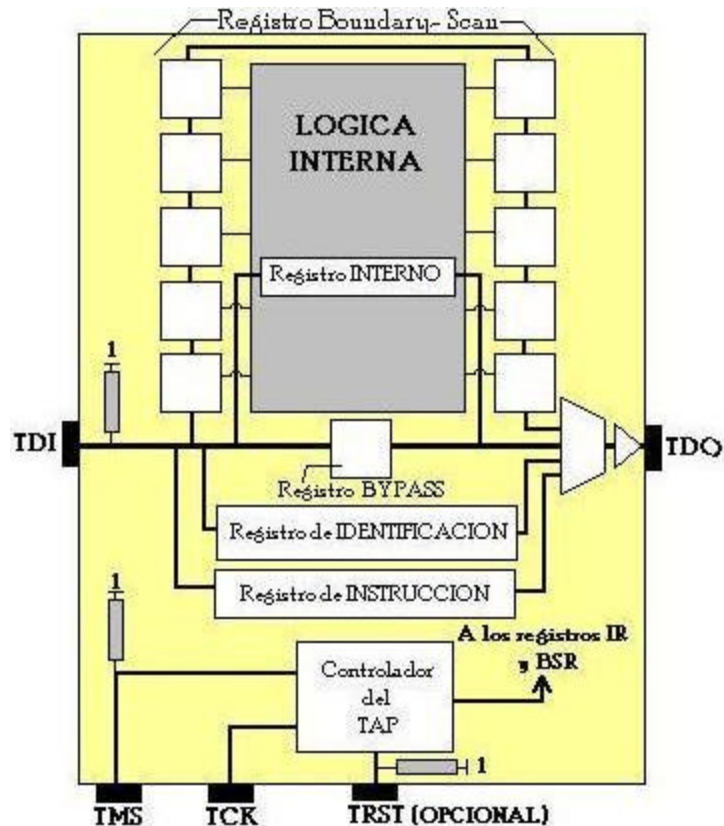 Registro Boundary- Scan
LOGICA
INTERNA
Registro INTERNO
1
TDI
TDO
Registro BYPASS
Registro de IDENTIFICACION
Registro de INSTRUCCION
1
A los registros IR
y BSR
Controlador
del
TAP
1
TMS
TCK
TRST (OPCIONAL)